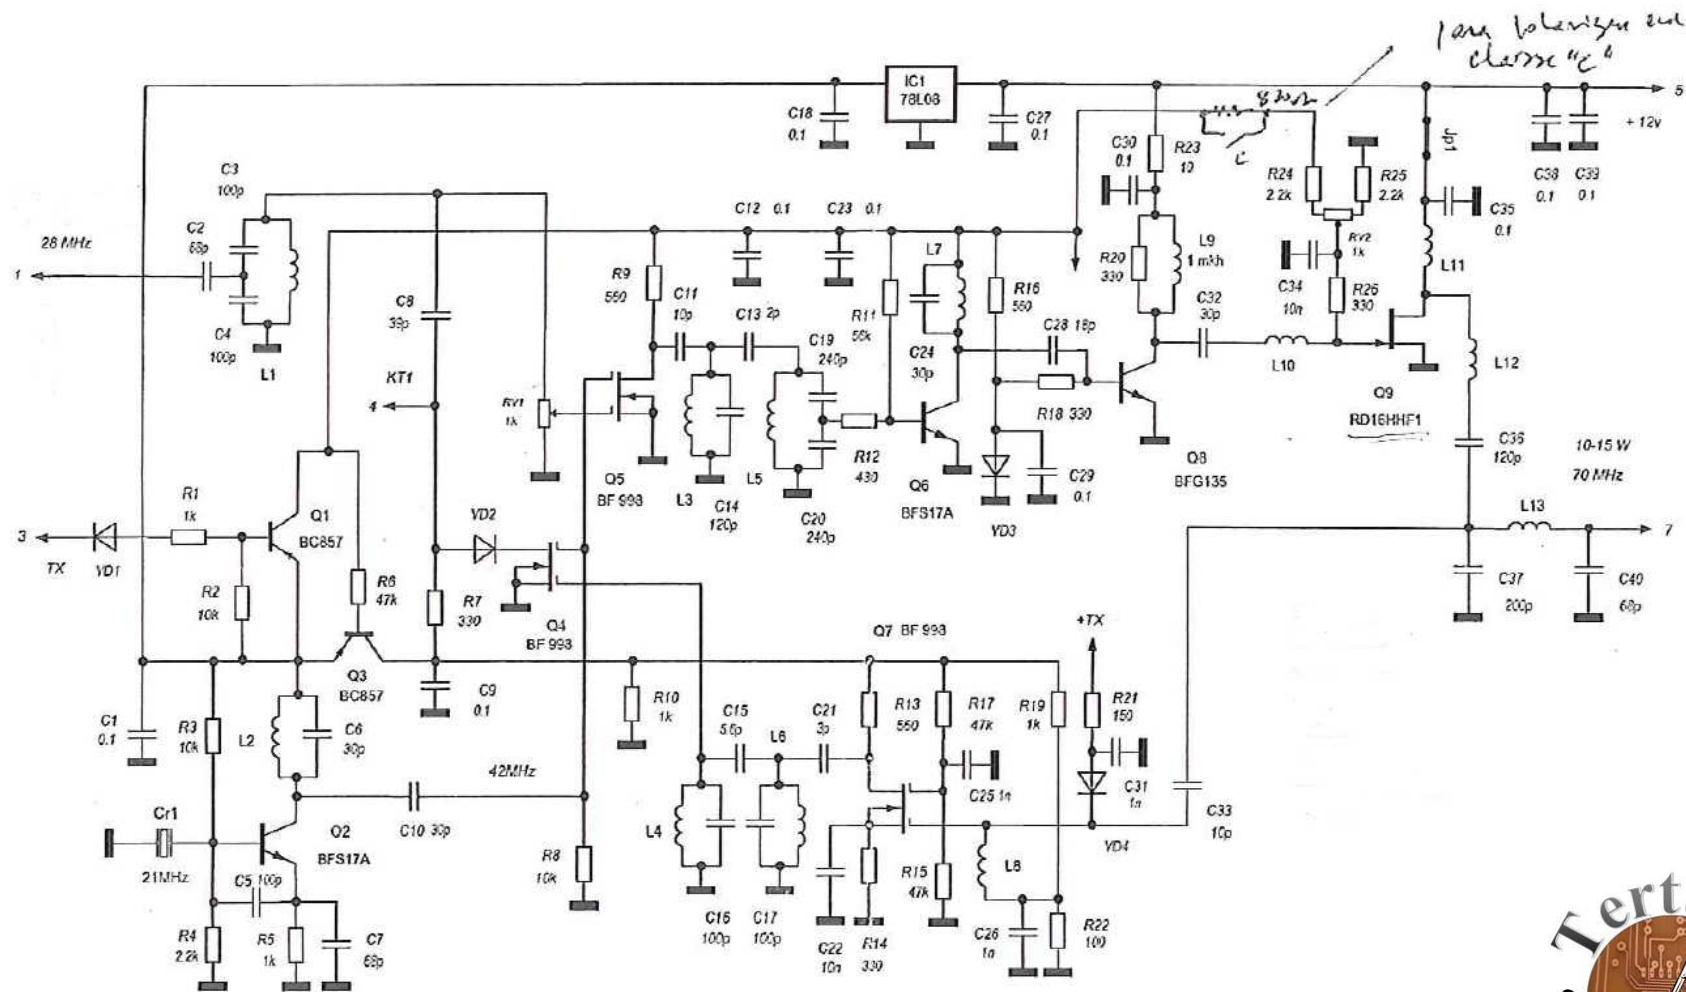 para polarizar en
classe "C"
IC1
78L08
C18
0.1
C27
0.1
820Ω
C
5
+ 12v
C38
0.1
C39
0.1
Jp1
C30
0.1
R23
10
R24
2.2k
R25
2.2k
RV2
1k
C35
0.1
C3
100p
C2
68p
28 MHz
1
C4
100p
L1
C12 0.1
C23 0.1
L7
R20
330
L9
1 mkh
C34
10n
R26
330
L11
C8
39p
R9
560
C11
10p
C13 2p
R11
56k
R16
560
C32
30p
C28 18p
L10
L12
C19
240p
C24
30p
KT1
4
RV1
1k
R18 330
Q9
RD16HHF1
Q5
BF 998
L3
C14
120p
L5
C20
240p
R12
430
Q6
BFS17A
C29
0.1
VD3
Q8
BFG135
C36
120p
10-15 W
70 MHz
L13
7
R1
1k
Q1
BC857
3
TX
VD1
VD2
R2
10k
R6
47k
R7
330
Q4
BF 998
Q7 BF 998
+TX
C37
200p
C40
68p
Q3
BC857
C9
0.1
C1
0.1
R3
10k
L2
C6
30p
R10
1k
C15
5.6p
L6
C21
3p
R13
560
R17
47k
R19
1k
R21
150
C31
1n
42MHz
C25 1n
C10 30p
Cr1
21MHz
Q2
BFS17A
L4
L8
VD4
C33
10p
R8
10k
C5 100p
R4
2.2k
R5
1k
C7
68p
C16
100p
C17
100p
C22
10n
R14
330
R15
47k
C26
1n
R22
100